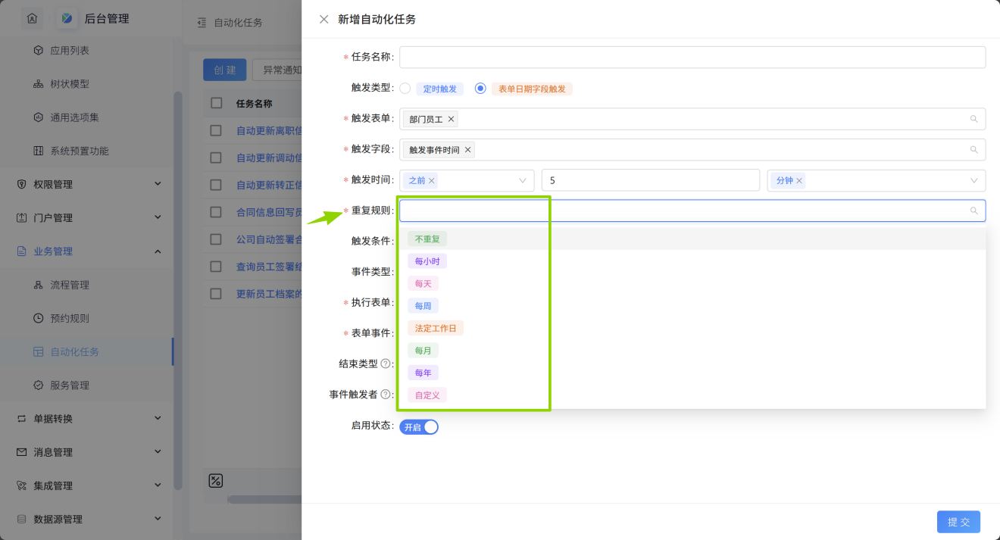 后台管理
应用列表
树状模型
通用选项集
系统预置功能
权限管理
门户管理
业务管理
流程管理
预约规则
自动化任务
服务管理
单据转换
消息管理
集成管理
数据源管理
自动化任务
创 建
异常通知
任务名称
自动更新离职信
自动更新调动信
自动更新转正信
合同信息回写员
公司自动签署合
查询员工签署结
更新员工档案的
新增自动化任务
* 任务名称:
触发类型: 定时触发 表单日期字段触发
* 触发表单: 部门员工 ×
* 触发字段: 触发事件时间 ×
* 触发时间: 之前 × 5 分钟 ×
* 重复规则:
触发条件:
事件类型:
* 执行表单:
* 表单事件:
结束类型?:
事件触发者?:
不重复
每小时
每天
每周
法定工作日
每月
每年
自定义
启用状态: 开启
提 交